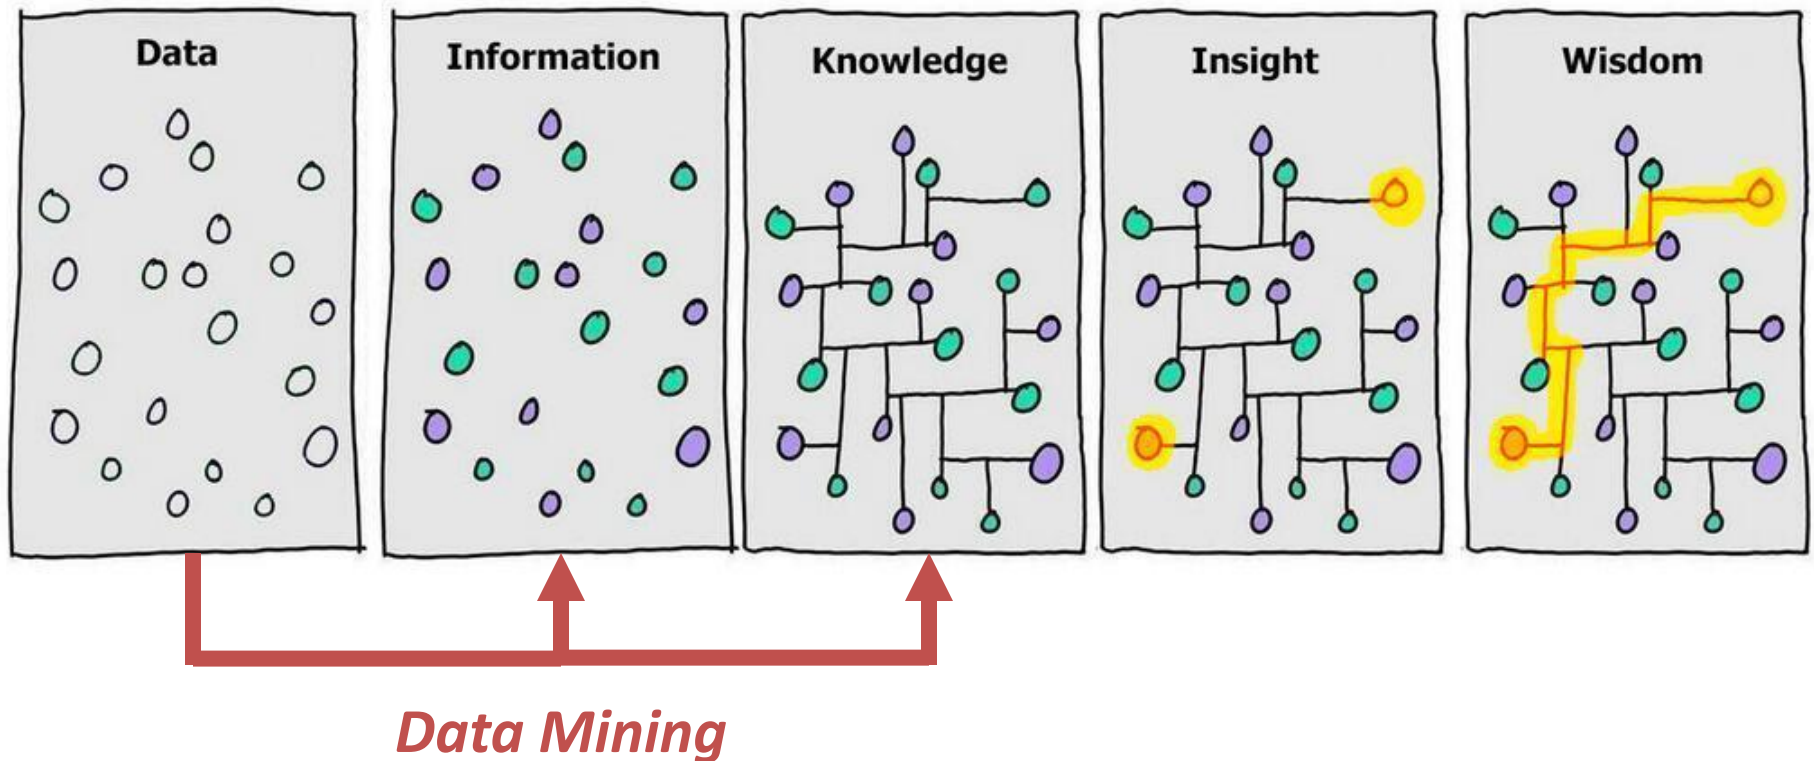 Data
Information
Knowledge
Insight
Wisdom
Data Mining